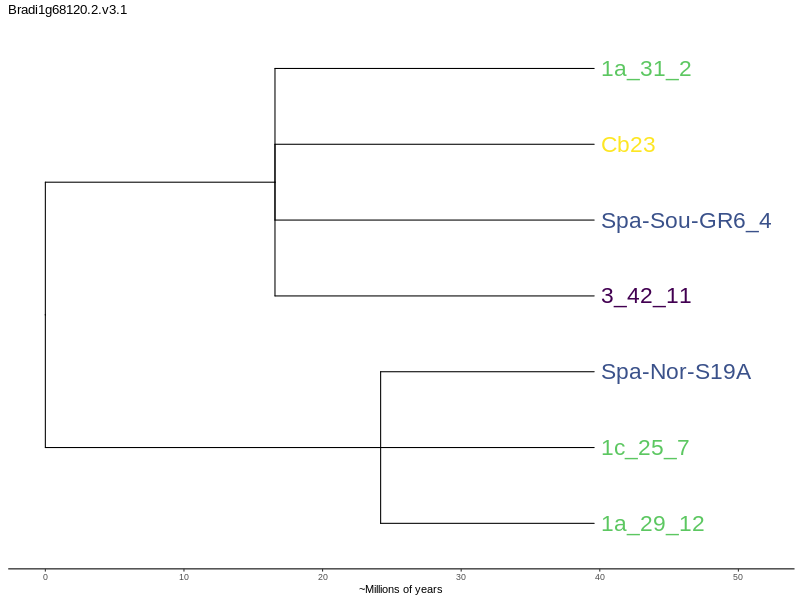 Bradi1g68120.2.v3.1
1a_31_2
Cb23
Spa-Sou-GR6_4
3_42_11
Spa-Nor-S19A
1c_25_7
1a_29_12
0 10 20 30 40 50
~Millions of years